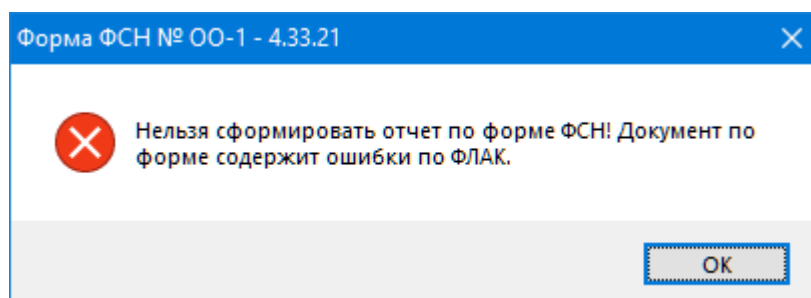 Форма ФСН № ОО-1 - 4.33.21
Нельзя сформировать отчет по форме ФСН! Документ по
форме содержит ошибки по ФЛАК.
OK